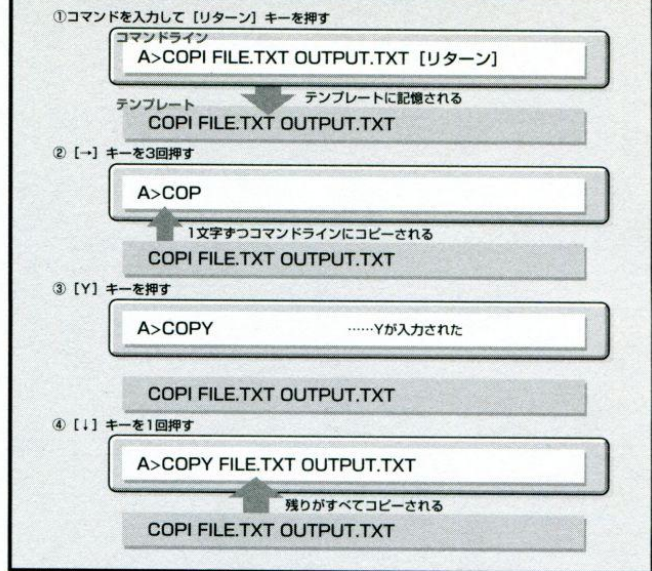 ①コマンドを入力して［リターン］キーを押す
コマンドライン
A>COPI FILE.TXT OUTPUT.TXT［リターン］
テンプレートに記憶される
テンプレート
COPI FILE.TXT OUTPUT.TXT
②［→］キーを3回押す
A>COP
1文字ずつコマンドラインにコピーされる
COPI FILE.TXT OUTPUT.TXT
③［Y］キーを押す
A>COPY ……Yが入力された
COPI FILE.TXT OUTPUT.TXT
④［↓］キーを1回押す
A>COPY FILE.TXT OUTPUT.TXT
残りがすべてコピーされる
COPI FILE.TXT OUTPUT.TXT